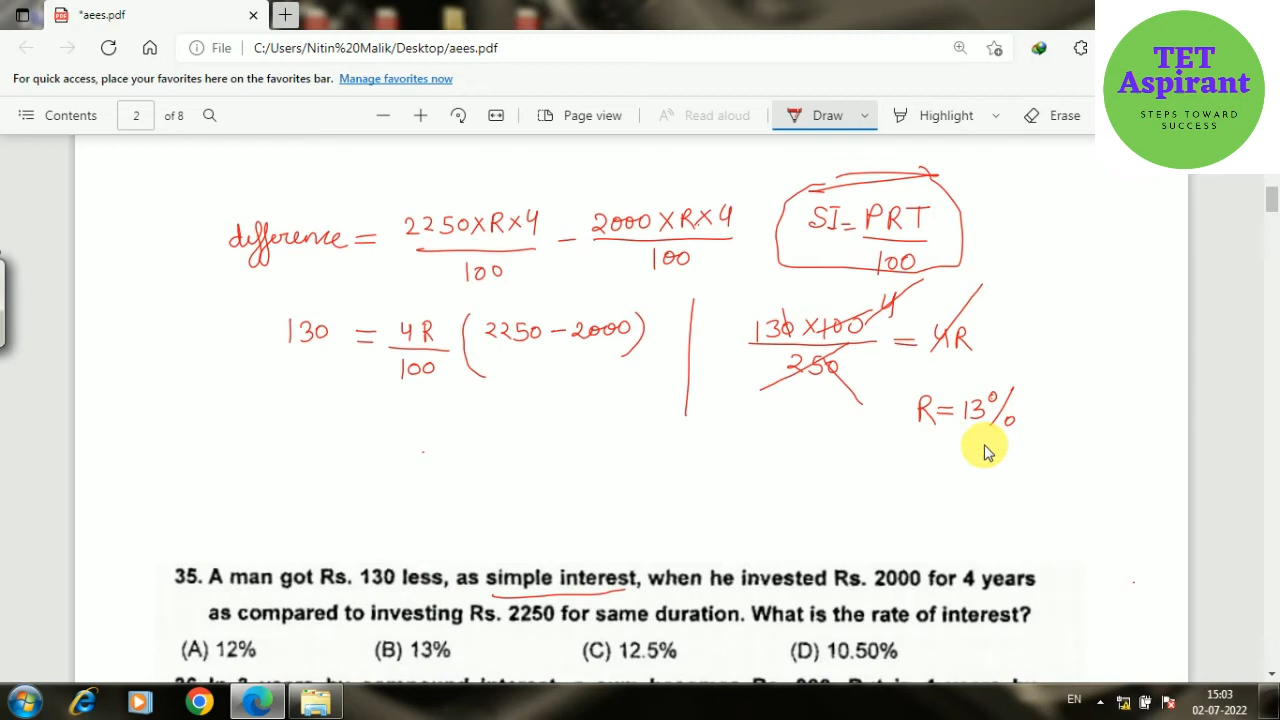 *aees.pdf
File
C:/Users/Nitin%20Malik/Desktop/aees.pdf
For quick access, place your favorites here on the favorites bar. Manage favorites now
Contents
2
of 8
Page view
Read aloud
Draw
Highlight
Erase
TET
Aspirant
STEPS TOWARD
SUCCESS
difference = 2250×R×4/100 − 2000×R×4/100
SI = PRT/100
130 = 4R/100 (2250 − 2000)
130×100/250 = 4R
4
R = 13%
35. A man got Rs. 130 less, as simple interest, when he invested Rs. 2000 for 4 years
as compared to investing Rs. 2250 for same duration. What is the rate of interest?
(A) 12%
(B) 13%
(C) 12.5%
(D) 10.50%
EN
15:03
02-07-2022